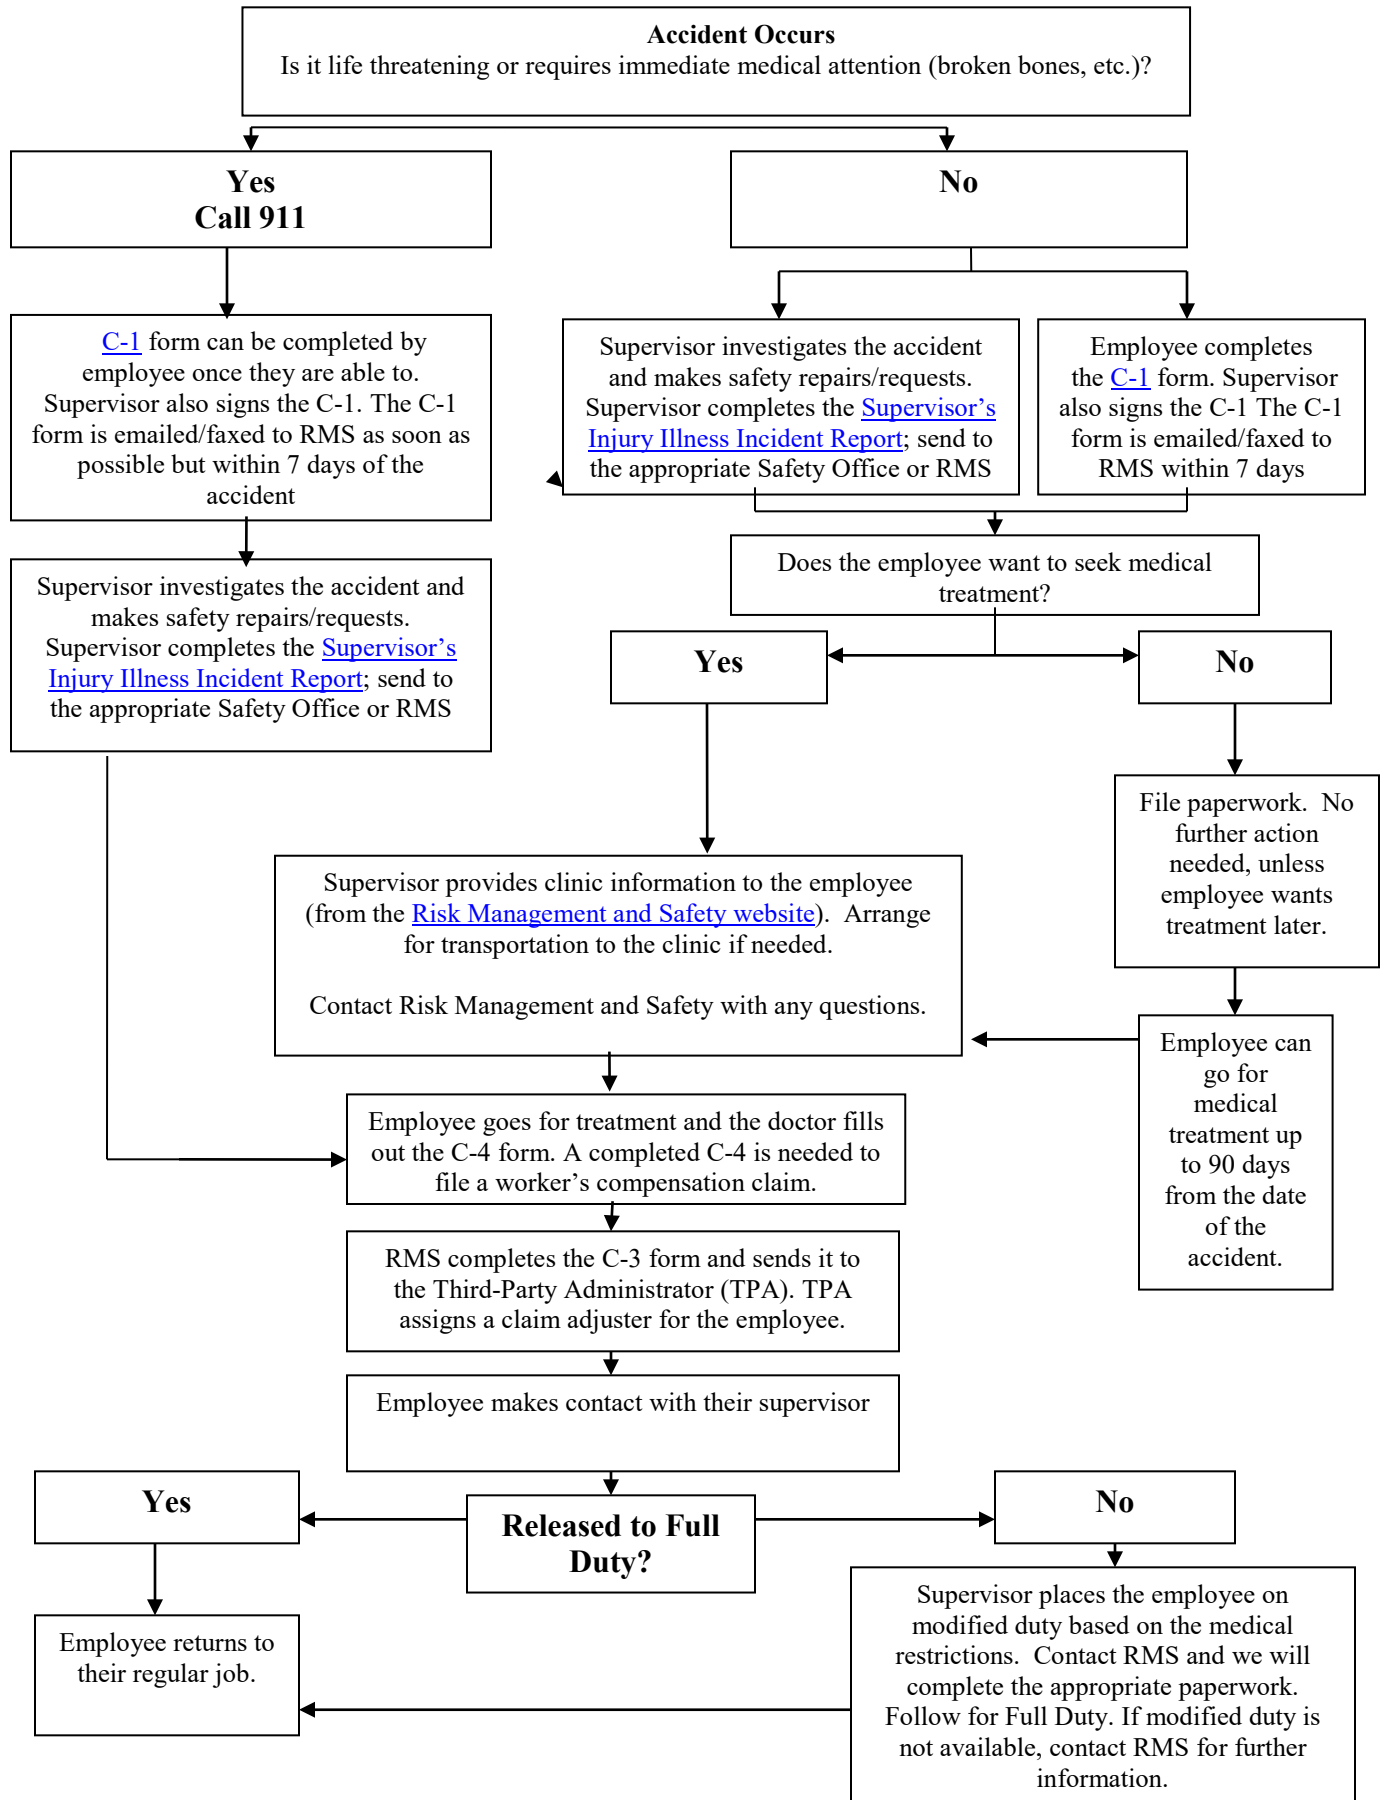 Accident Occurs
Is it life threatening or requires immediate medical attention (broken bones, etc.)?
Yes
Call 911
No
C-1 form can be completed by
employee once they are able to.
Supervisor also signs the C-1. The C-1
form is emailed/faxed to RMS as soon as
possible but within 7 days of the
accident
Supervisor investigates the accident
and makes safety repairs/requests.
Supervisor completes the Supervisor’s
Injury Illness Incident Report; send to
the appropriate Safety Office or RMS
Employee completes
the C-1 form. Supervisor
also signs the C-1 The C-1
form is emailed/faxed to
RMS within 7 days
Supervisor investigates the accident and
makes safety repairs/requests.
Supervisor completes the Supervisor’s
Injury Illness Incident Report; send to
the appropriate Safety Office or RMS
Does the employee want to seek medical
treatment?
Yes
No
File paperwork.  No
further action
needed, unless
employee wants
treatment later.
Supervisor provides clinic information to the employee
(from the Risk Management and Safety website).  Arrange
for transportation to the clinic if needed.
Contact Risk Management and Safety with any questions.
Employee can
go for
medical
treatment up
to 90 days
from the date
of the
accident.
Employee goes for treatment and the doctor fills
out the C-4 form. A completed C-4 is needed to
file a worker’s compensation claim.
RMS completes the C-3 form and sends it to
the Third-Party Administrator (TPA). TPA
assigns a claim adjuster for the employee.
Employee makes contact with their supervisor
Released to Full
Duty?
Yes
No
Employee returns to
their regular job.
Supervisor places the employee on
modified duty based on the medical
restrictions.  Contact RMS and we will
complete the appropriate paperwork.
Follow for Full Duty. If modified duty is
not available, contact RMS for further
information.